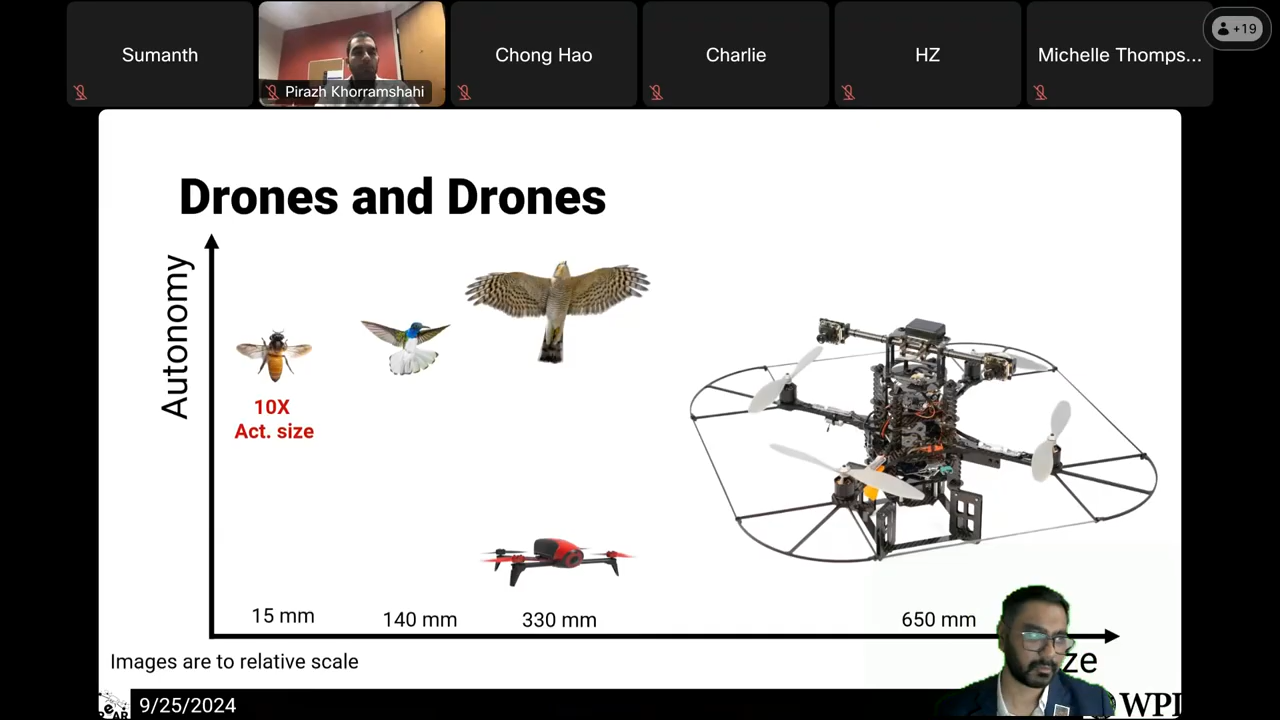 Sumanth
Pirazh Khorramshahi
Chong Hao
Charlie
HZ
Michelle Thomps...
+19
Drones and Drones
Autonomy
10X
Act. size
15 mm
140 mm
330 mm
650 mm
ze
Images are to relative scale
9/25/2024
WPI